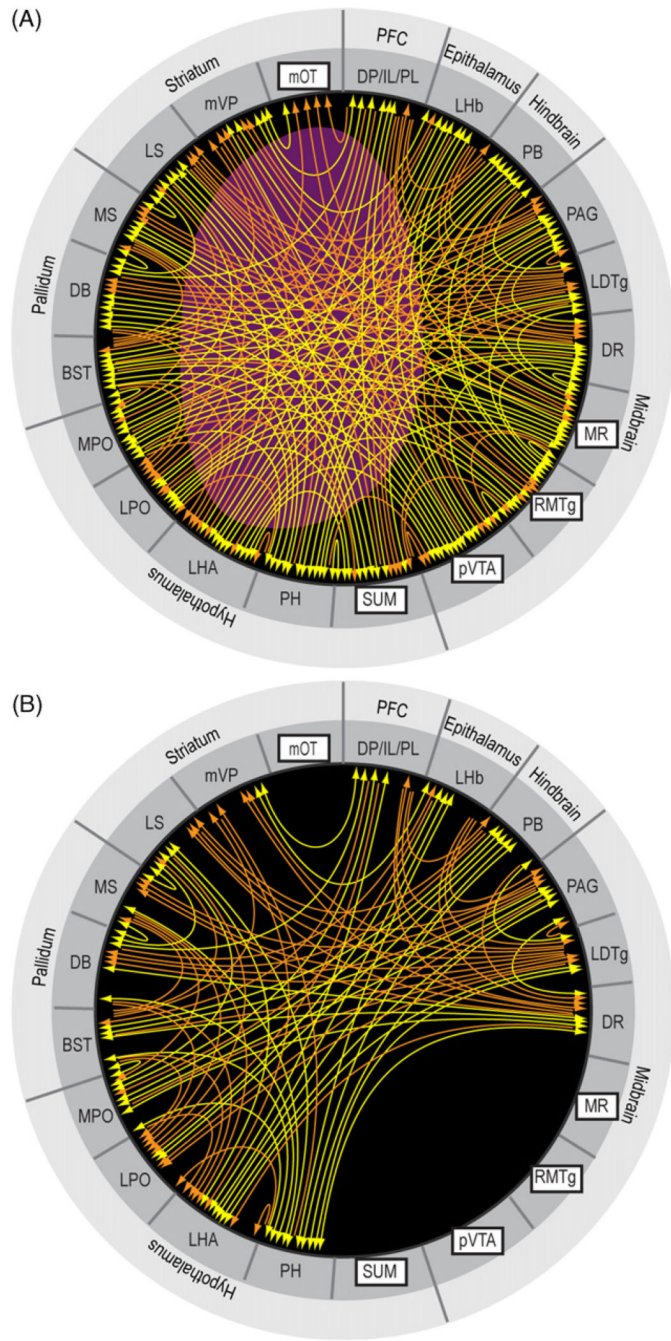 (A)
PFC
Epithalamus
Hindbrain
Midbrain
Hypothalamus
Pallidum
Striatum
mOT
DP/IL/PL
LHb
PB
PAG
LDTg
DR
MR
RMTg
pVTA
SUM
PH
LHA
LPO
MPO
BST
DB
MS
LS
mVP
(B)
PFC
Epithalamus
Hindbrain
Midbrain
Hypothalamus
Pallidum
Striatum
mOT
DP/IL/PL
LHb
PB
PAG
LDTg
DR
MR
RMTg
pVTA
SUM
PH
LHA
LPO
MPO
BST
DB
MS
LS
mVP